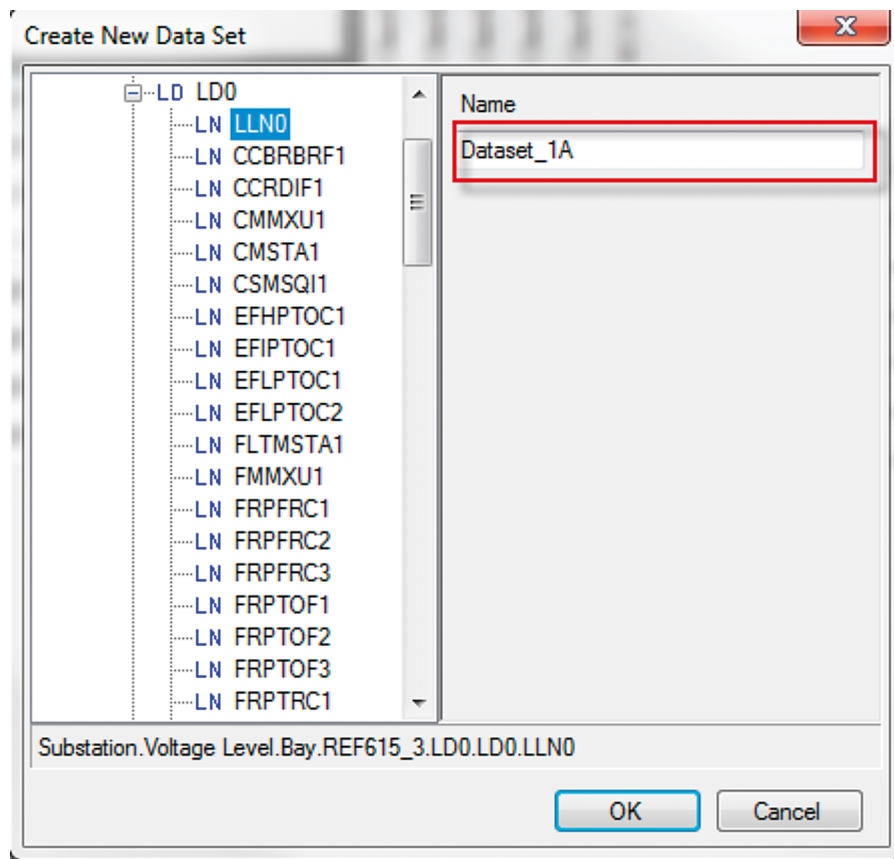 Create New Data Set
LD LD0
LN LLN0
LN CCBRBRF1
LN CCRDIF1
LN CMMXU1
LN CMSTA1
LN CSMSQI1
LN EFHPTOC1
LN EFIPTOC1
LN EFLPTOC1
LN EFLPTOC2
LN FLTMSTA1
LN FMMXU1
LN FRPFRC1
LN FRPFRC2
LN FRPFRC3
LN FRPTOF1
LN FRPTOF2
LN FRPTOF3
LN FRPTRC1
Name
Dataset_1A
Substation.Voltage Level.Bay.REF615_3.LD0.LD0.LLN0
OK Cancel